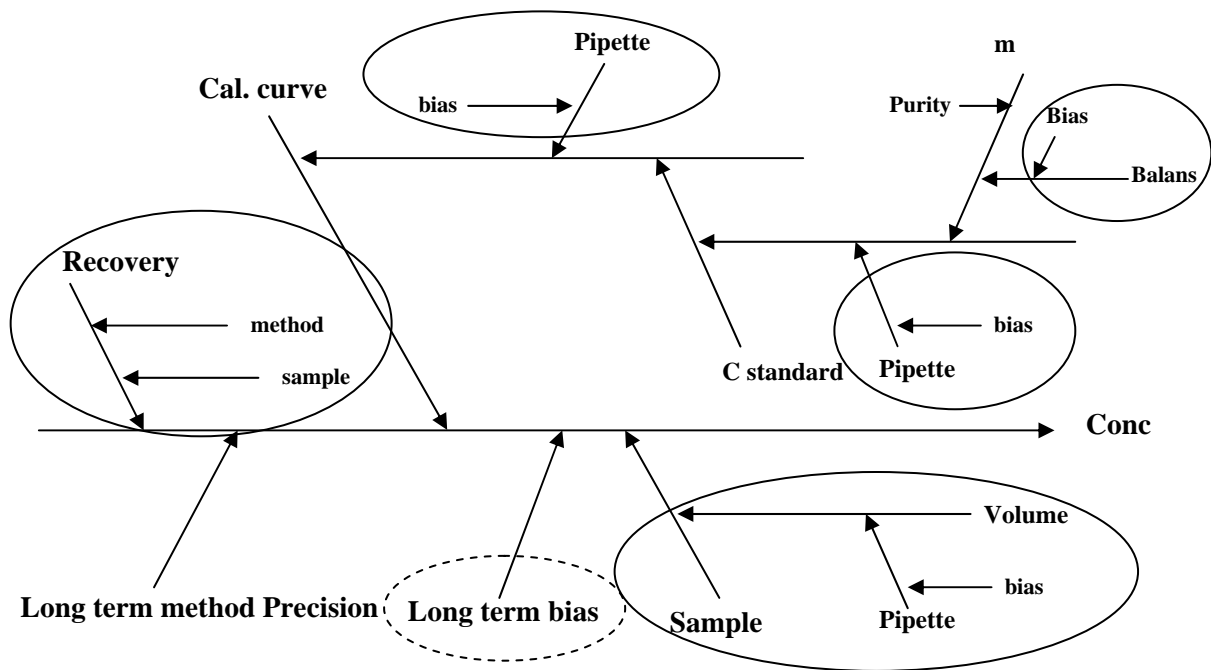 Pipette
m
Cal. curve
bias
Purity
Bias
Balans
Recovery
method
bias
sample
C standard
Pipette
Conc
Volume
bias
Long term method Precision
Long term bias
Sample
Pipette